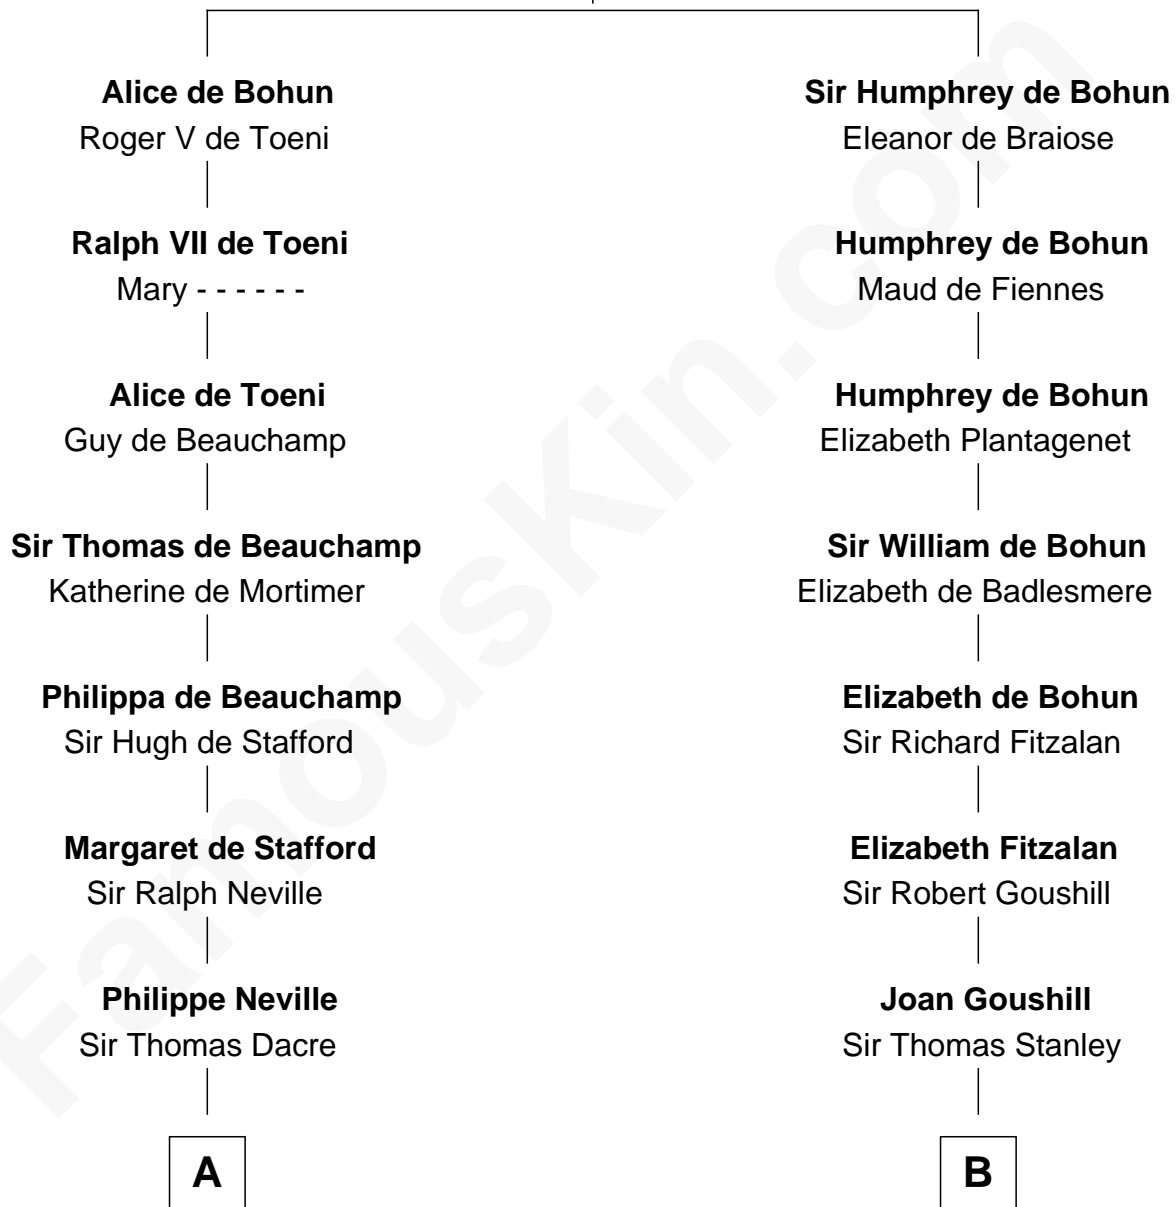 Alice de Bohun
Roger V de Toeni
Ralph VII de Toeni
Mary - - - - - -
Alice de Toeni
Guy de Beauchamp
Sir Thomas de Beauchamp
Katherine de Mortimer
Philippa de Beauchamp
Sir Hugh de Stafford
Margaret de Stafford
Sir Ralph Neville
Philippe Neville
Sir Thomas Dacre
A
Sir Humphrey de Bohun
Eleanor de Braiose
Humphrey de Bohun
Maud de Fiennes
Humphrey de Bohun
Elizabeth Plantagenet
Sir William de Bohun
Elizabeth de Badlesmere
Elizabeth de Bohun
Sir Richard Fitzalan
Elizabeth Fitzalan
Sir Robert Goushill
Joan Goushill
Sir Thomas Stanley
B
FamousKin.com